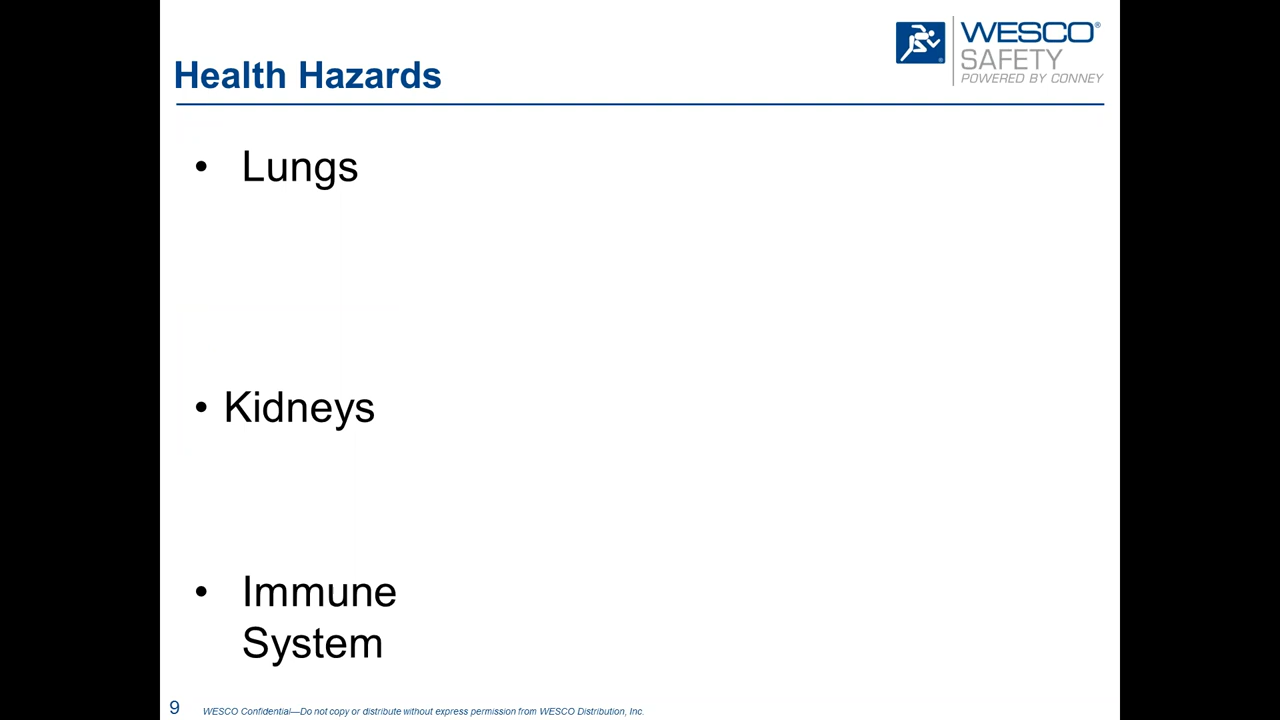 WESCO®
SAFETY
POWERED BY CONNEY
Health Hazards
• Lungs
• Kidneys
• Immune
System
9 WESCO Confidential—Do not copy or distribute without express permission from WESCO Distribution, Inc.